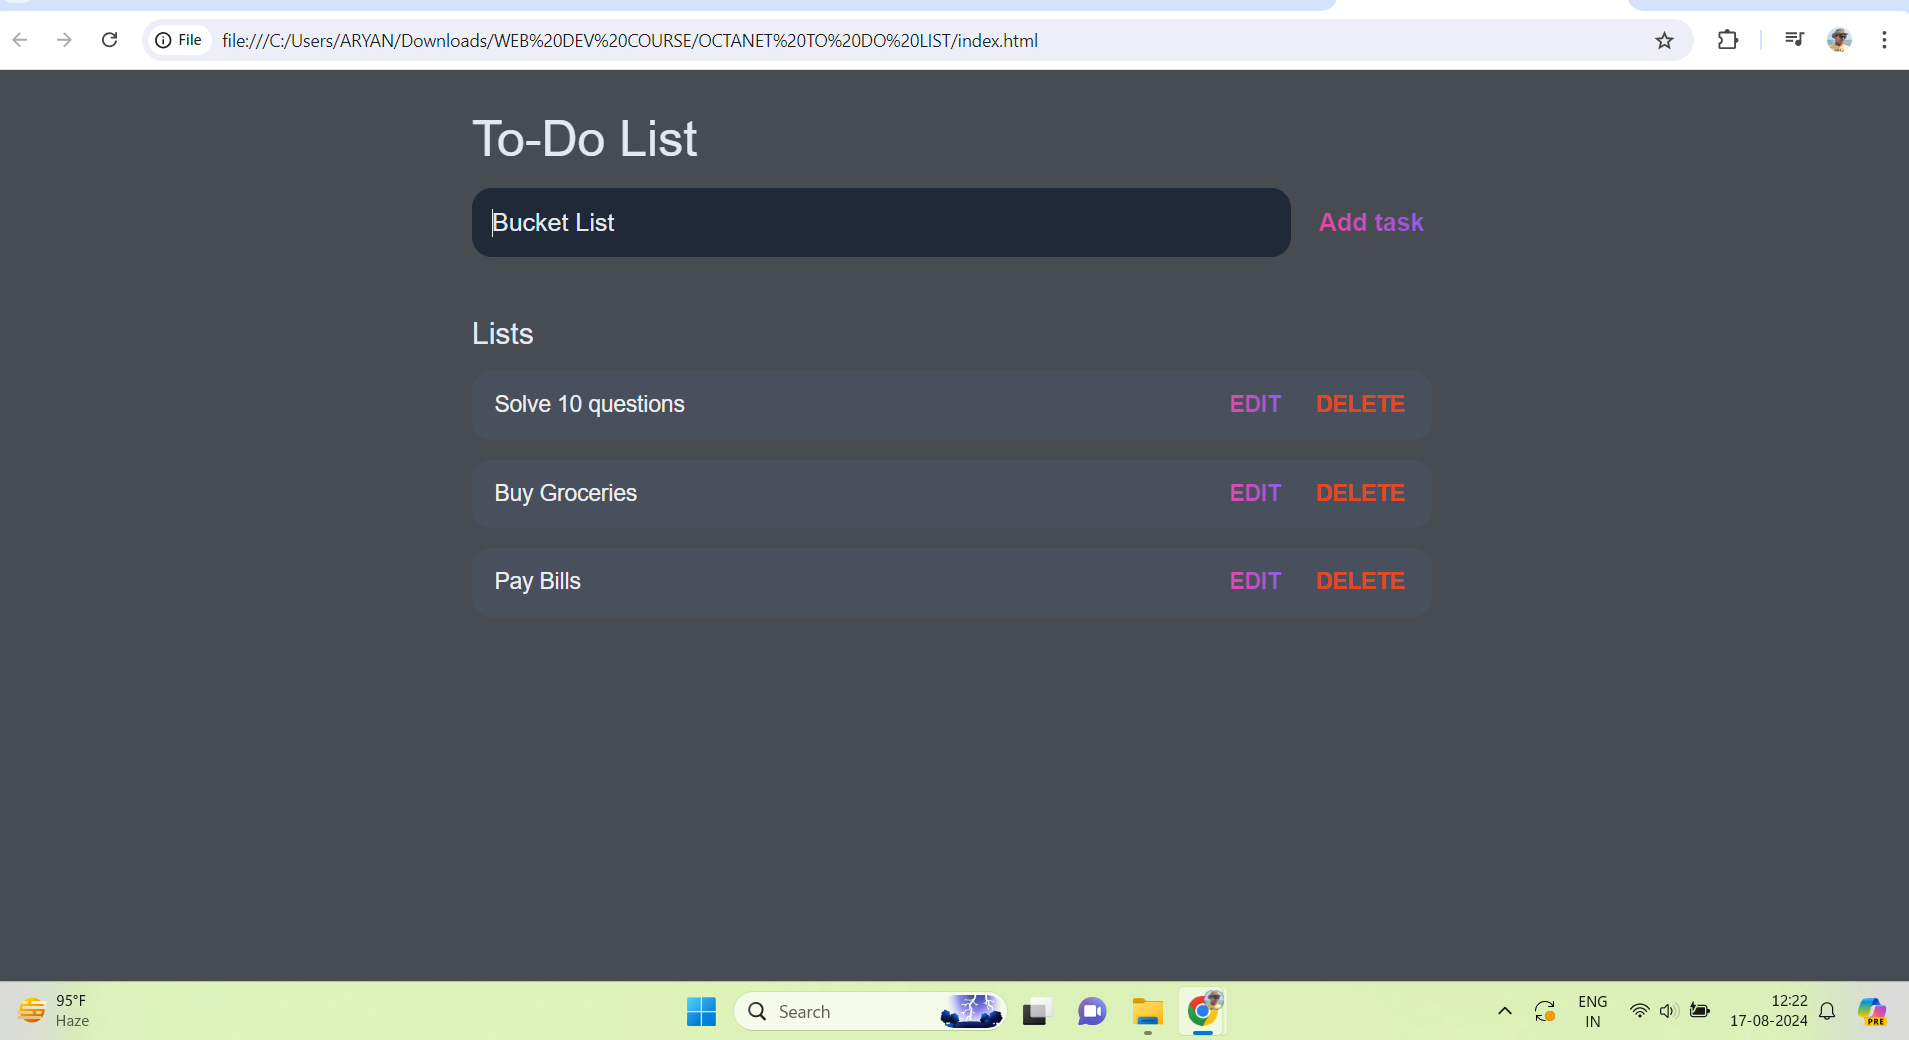 File file:///C:/Users/ARYAN/Downloads/WEB%20DEV%20COURSE/OCTANET%20TO%20DO%20LIST/index.html
To-Do List
Bucket List Add task
Lists
Solve 10 questions EDIT DELETE
Buy Groceries EDIT DELETE
Pay Bills EDIT DELETE
95°F
Haze
Search
ENG
IN
12:22
17-08-2024
PRE